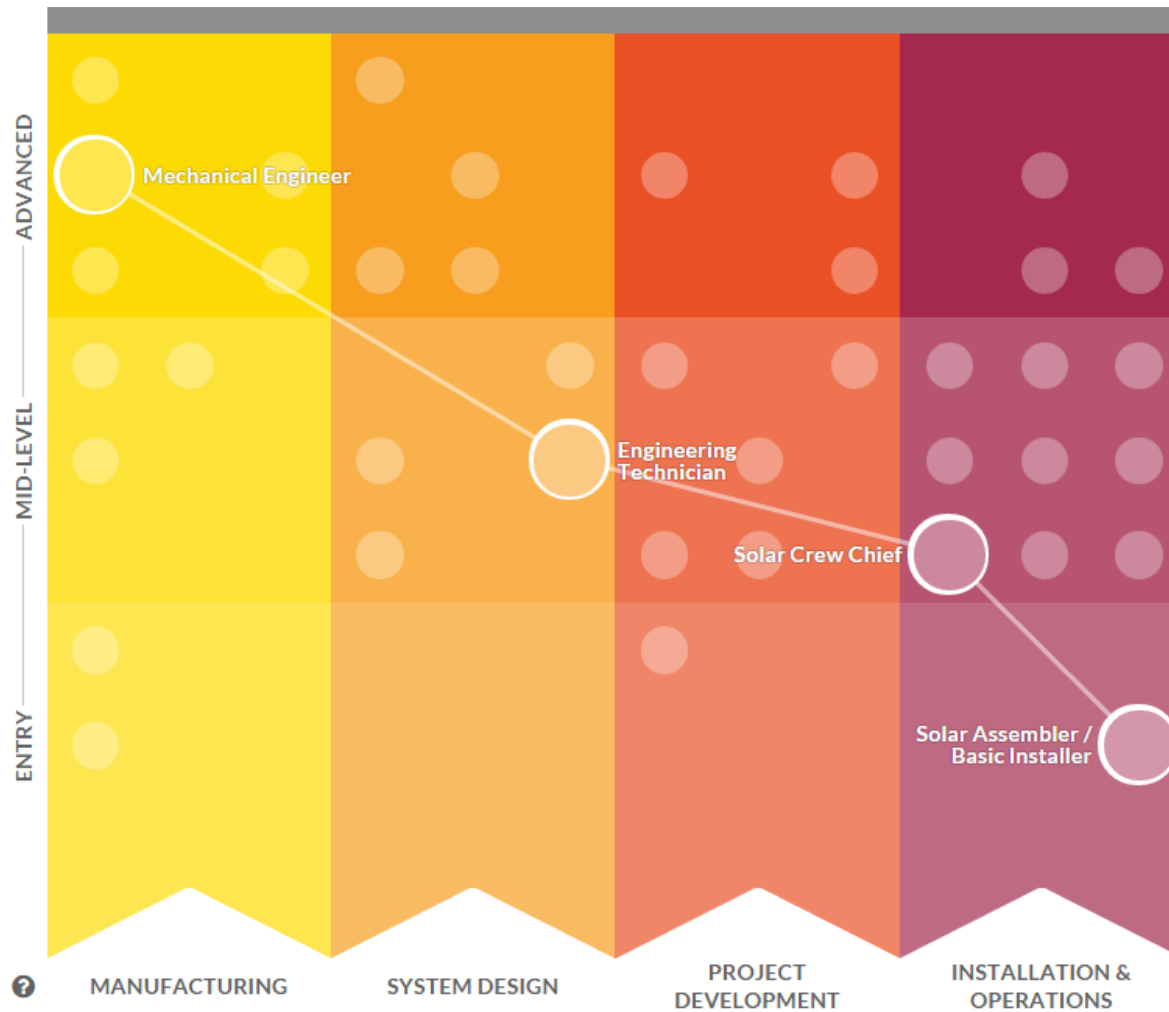 ADVANCED
Mechanical Engineer
MID-LEVEL
Engineering
Technician
Solar Crew Chief
ENTRY
Solar Assembler /
Basic Installer
?
MANUFACTURING
SYSTEM DESIGN
PROJECT
DEVELOPMENT
INSTALLATION &
OPERATIONS